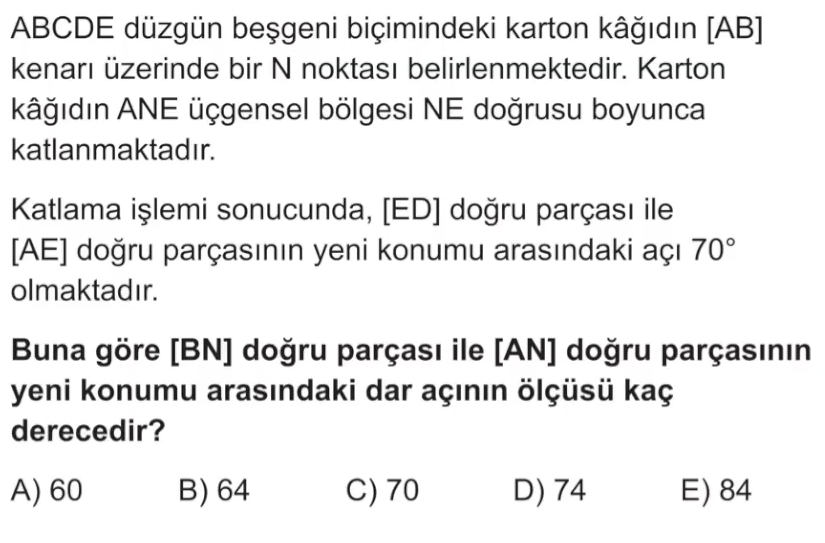 ABCDE düzgün beşgeni biçimindeki karton kâğıdın [AB]
kenarı üzerinde bir N noktası belirlenmektedir. Karton
kâğıdın ANE üçgensel bölgesi NE doğrusu boyunca
katlanmaktadır.
Katlama işlemi sonucunda, [ED] doğru parçası ile
[AE] doğru parçasının yeni konumu arasındaki açı 70°
olmaktadır.
Buna göre [BN] doğru parçası ile [AN] doğru parçasının
yeni konumu arasındaki dar açının ölçüsü kaç
derecedir?
A) 60 B) 64 C) 70 D) 74 E) 84